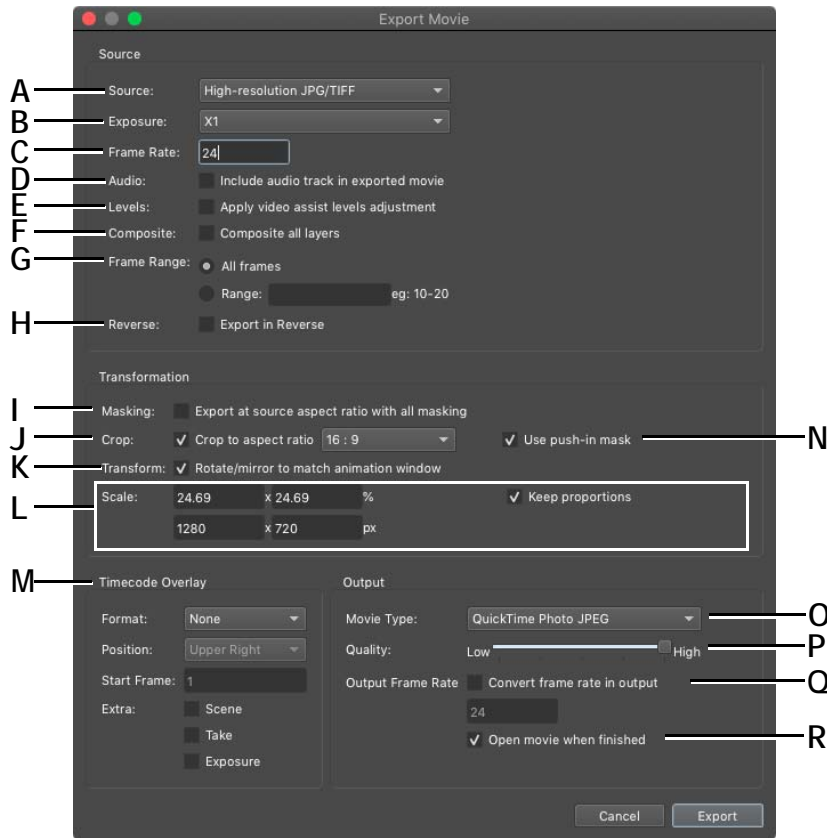 Export Movie
Source
A Source: High-resolution JPG/TIFF
B Exposure: X1
C Frame Rate: 24
D Audio: Include audio track in exported movie
E Levels: Apply video assist levels adjustment
F Composite: Composite all layers
G Frame Range: All frames
Range: eg: 10-20
H Reverse: Export in Reverse
Transformation
I Masking: Export at source aspect ratio with all masking
J Crop: Crop to aspect ratio 16 : 9 Use push-in mask N
K Transform: Rotate/mirror to match animation window
L Scale: 24.69 x 24.69 % Keep proportions
1280 x 720 px
M Timecode Overlay
Format: None
Position: Upper Right
Start Frame: 1
Extra: Scene
Take
Exposure
Output
Movie Type: QuickTime Photo JPEG O
Quality: Low High P
Output Frame Rate Convert frame rate in output Q
24
Open movie when finished R
Cancel Export